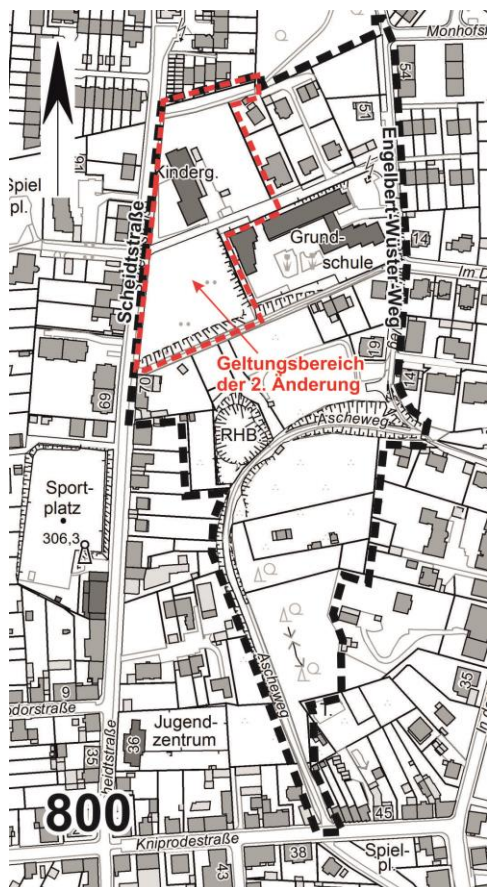 Monhofs
54
51
91
Kinderg.
Spiel
pl.
Scheidtstraße
Engelbert-Wüster-Weg
Grund-
schule
14
Im D
Geltungsbereich
der 2. Änderung
19
14
70
69
RHB
Ascheweg
Sport-
platz
306,3
Ascheweg
35
9
odorstraße
Jugend-
zentrum
36
35
cheidtstraße
800
Kniprodestraße
45
38
43
Spiel-
pl.